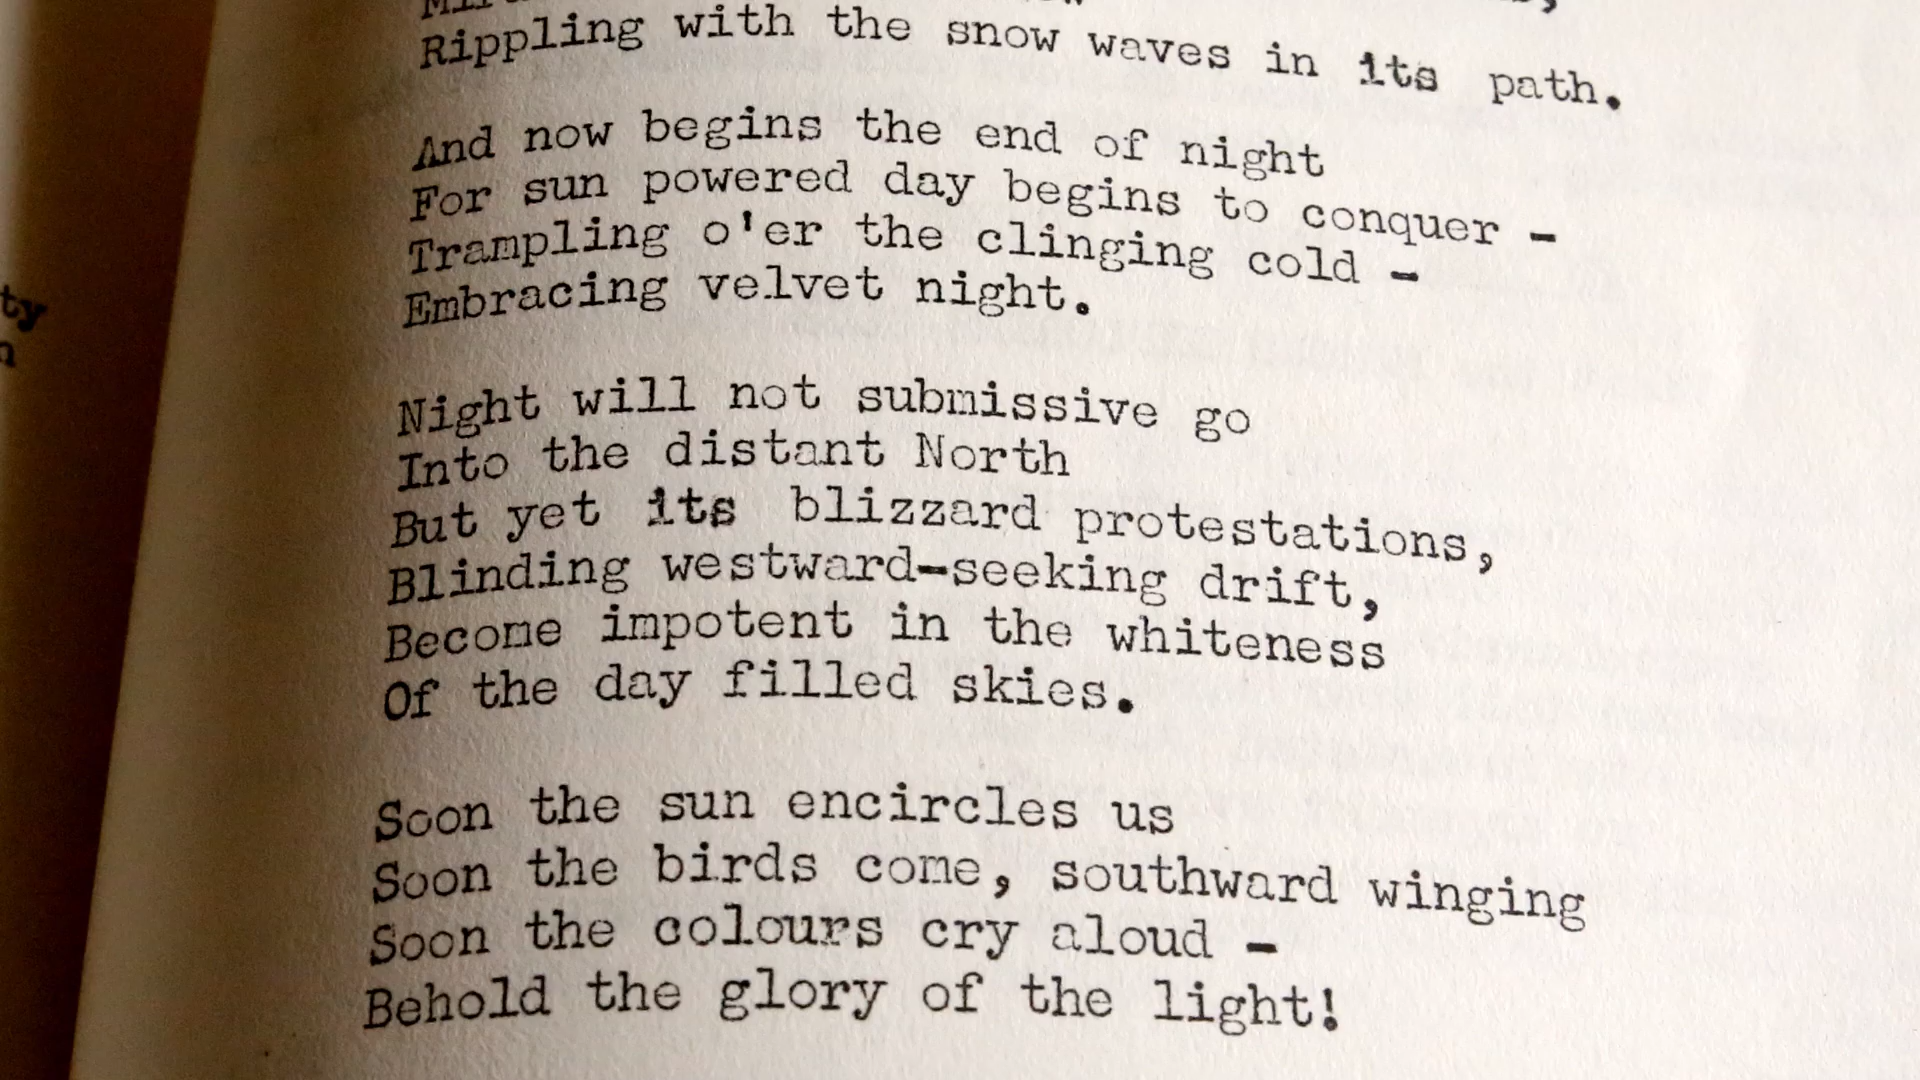 Rippling with the snow waves in its path.
And now begins the end of night
For sun powered day begins to conquer -
Trampling o'er the clinging cold -
Embracing velvet night.
Night will not submissive go
Into the distant North
But yet its blizzard protestations,
Blinding westward-seeking drift,
Become impotent in the whiteness
Of the day filled skies.
Soon the sun encircles us
Soon the birds come, southward winging
Soon the colours cry aloud -
Behold the glory of the light!